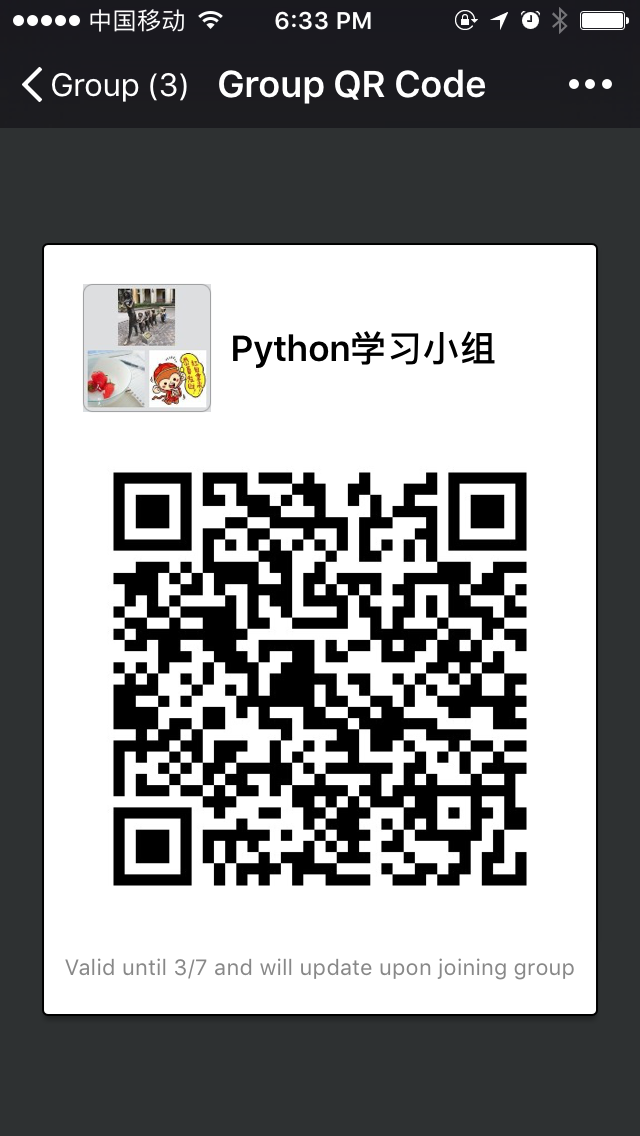 中国移动 6:33 PM
Group (3) Group QR Code
Python学习小组
Valid until 3/7 and will update upon joining group